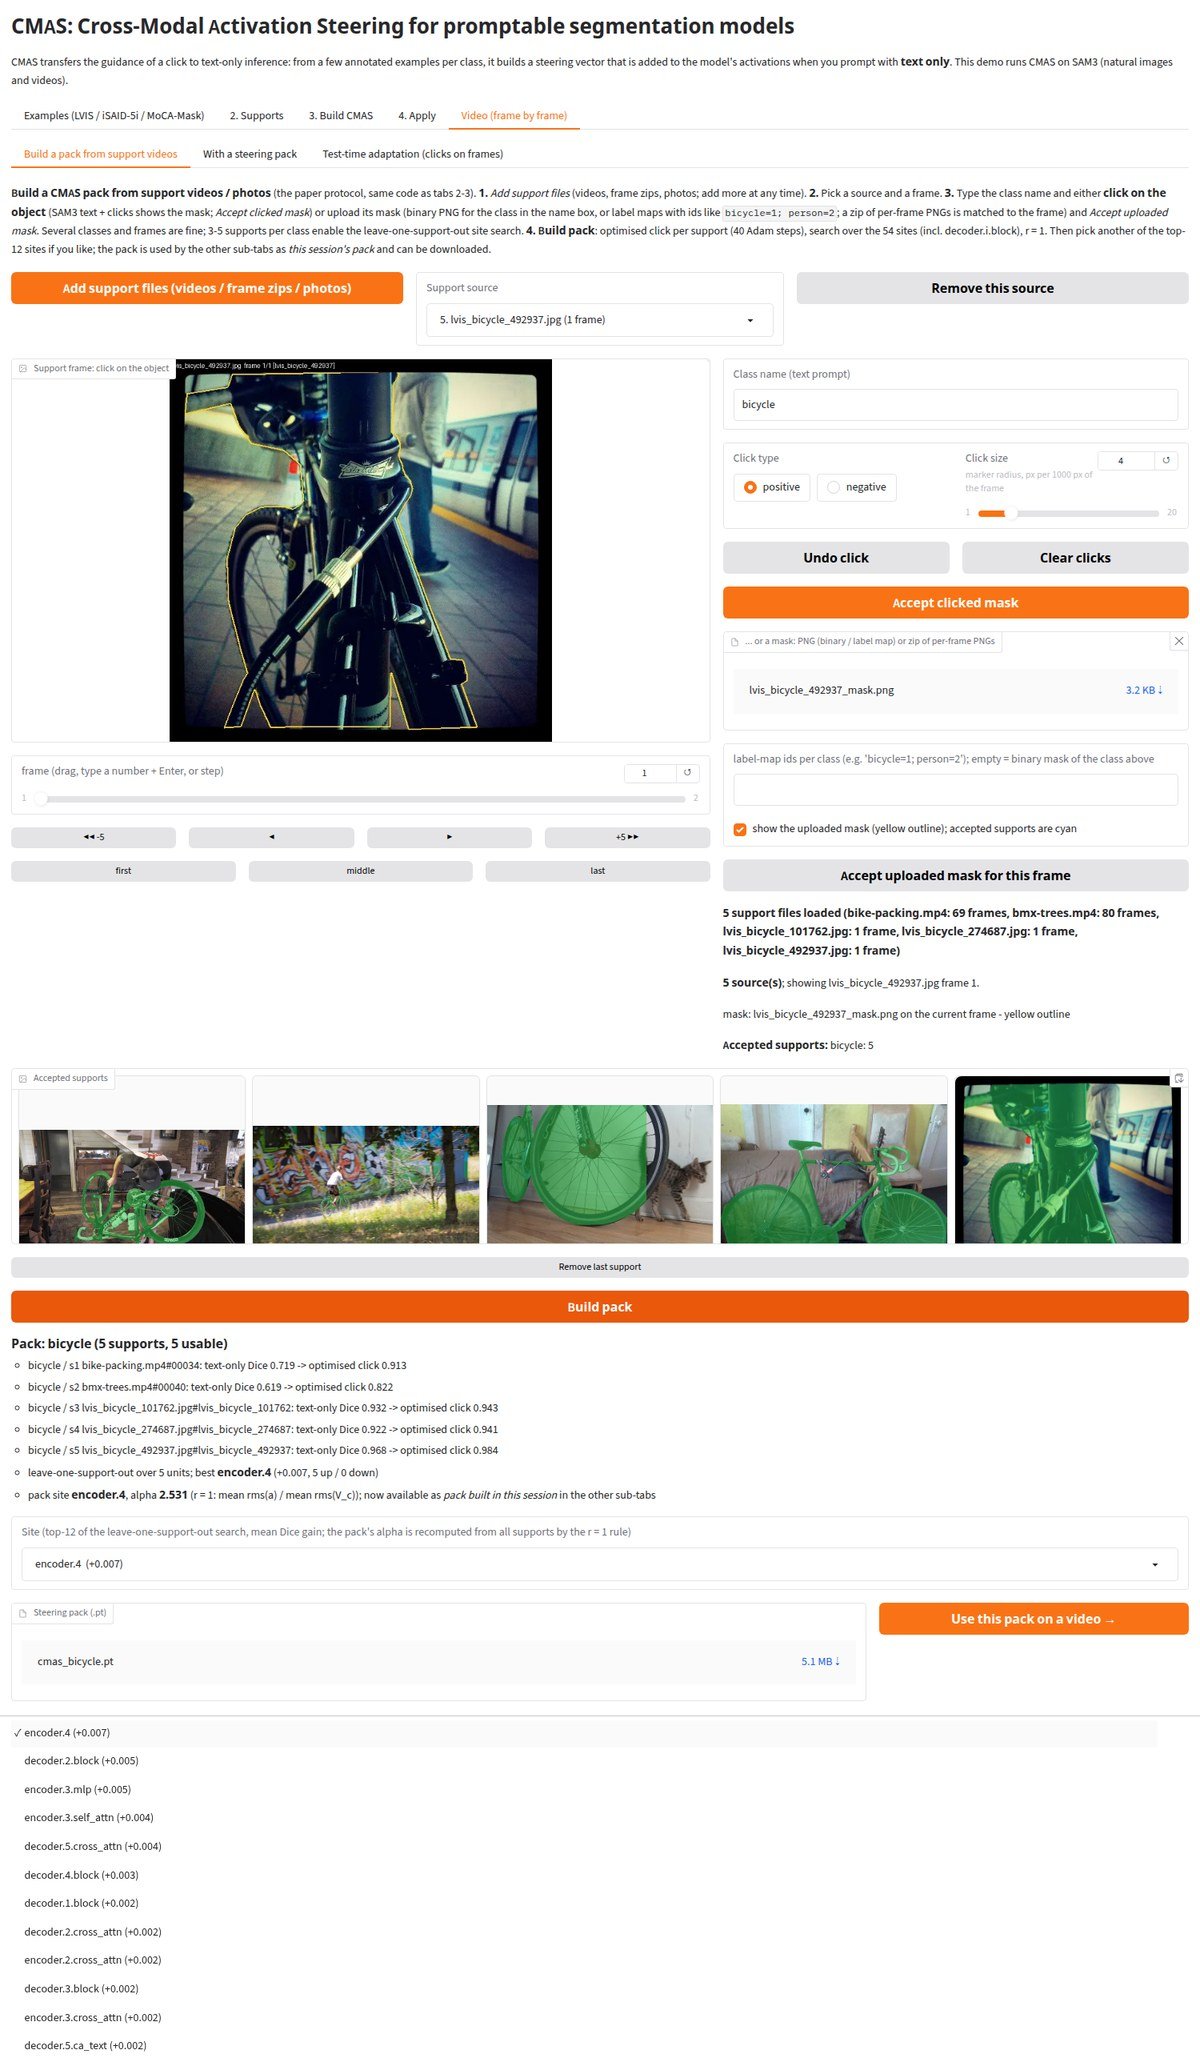 CMAS: Cross-Modal Activation Steering for promptable segmentation models
CMAS transfers the guidance of a click to text-only inference: from a few annotated examples per class, it builds a steering vector that is added to the model's activations when you prompt with text only. This demo runs CMAS on SAM3 (natural images
and videos).
Examples (LVIS / iSAID-5i / MoCA-Mask) 2. Supports 3. Build CMAS 4. Apply Video (frame by frame)
Build a pack from support videos With a steering pack Test-time adaptation (clicks on frames)
Build a CMAS pack from support videos / photos (the paper protocol, same code as tabs 2-3). 1. Add support files (videos, frame zips, photos; add more at any time). 2. Pick a source and a frame. 3. Type the class name and either click on the
object (SAM3 text + clicks shows the mask; Accept clicked mask) or upload its mask (binary PNG for the class in the name box, or label maps with ids like bicycle=1; person=2; a zip of per-frame PNGs is matched to the frame) and Accept uploaded
mask. Several classes and frames are fine; 3-5 supports per class enable the leave-one-support-out site search. 4. Build pack: optimised click per support (40 Adam steps), search over the 54 sites (incl. decoder.i.block), r = 1. Then pick another of the top-
12 sites if you like; the pack is used by the other sub-tabs as this session's pack and can be downloaded.
Add support files (videos / frame zips / photos)
Support source
5. lvis_bicycle_492937.jpg (1 frame)
Remove this source
Support frame: click on the object
is_bicycle_492937.jpg frame 1/1 [lvis_bicycle_492937]
Class name (text prompt)
bicycle
Click type
positive negative
Click size
4 ↺
marker radius, px per 1000 px of
the frame
1 20
Undo click Clear clicks
Accept clicked mask
... or a mask: PNG (binary / label map) or zip of per-frame PNGs
lvis_bicycle_492937_mask.png 3.2 KB ↓
frame (drag, type a number + Enter, or step) 1 ↺
1 2
◄◄ -5 ◄ ► +5 ►►
first middle last
label-map ids per class (e.g. 'bicycle=1; person=2'); empty = binary mask of the class above
show the uploaded mask (yellow outline); accepted supports are cyan
Accept uploaded mask for this frame
5 support files loaded (bike-packing.mp4: 69 frames, bmx-trees.mp4: 80 frames,
lvis_bicycle_101762.jpg: 1 frame, lvis_bicycle_274687.jpg: 1 frame,
lvis_bicycle_492937.jpg: 1 frame)
5 source(s); showing lvis_bicycle_492937.jpg frame 1.
mask: lvis_bicycle_492937_mask.png on the current frame - yellow outline
Accepted supports: bicycle: 5
Accepted supports
Remove last support
Build pack
Pack: bicycle (5 supports, 5 usable)
bicycle / s1 bike-packing.mp4#00034: text-only Dice 0.719 -> optimised click 0.913
bicycle / s2 bmx-trees.mp4#00040: text-only Dice 0.619 -> optimised click 0.822
bicycle / s3 lvis_bicycle_101762.jpg#lvis_bicycle_101762: text-only Dice 0.932 -> optimised click 0.943
bicycle / s4 lvis_bicycle_274687.jpg#lvis_bicycle_274687: text-only Dice 0.922 -> optimised click 0.941
bicycle / s5 lvis_bicycle_492937.jpg#lvis_bicycle_492937: text-only Dice 0.968 -> optimised click 0.984
leave-one-support-out over 5 units; best encoder.4 (+0.007, 5 up / 0 down)
pack site encoder.4, alpha 2.531 (r = 1: mean rms(a) / mean rms(V_c)); now available as pack built in this session in the other sub-tabs
Site (top-12 of the leave-one-support-out search, mean Dice gain; the pack's alpha is recomputed from all supports by the r = 1 rule)
encoder.4 (+0.007)
Steering pack (.pt)
cmas_bicycle.pt 5.1 MB ↓
Use this pack on a video →
✓ encoder.4 (+0.007)
decoder.2.block (+0.005)
encoder.3.mlp (+0.005)
encoder.3.self_attn (+0.004)
decoder.5.cross_attn (+0.004)
decoder.4.block (+0.003)
decoder.1.block (+0.002)
decoder.2.cross_attn (+0.002)
encoder.2.cross_attn (+0.002)
decoder.3.block (+0.002)
encoder.3.cross_attn (+0.002)
decoder.5.ca_text (+0.002)